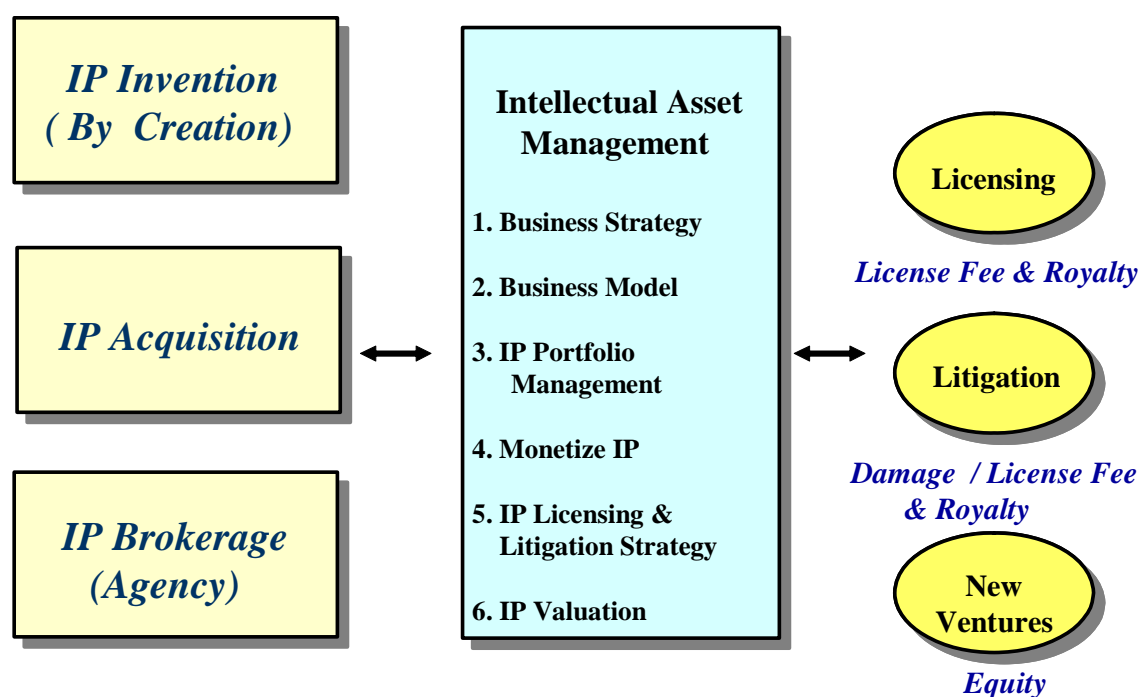 IP Invention
( By Creation)
IP Acquisition
IP Brokerage
(Agency)
Intellectual Asset
Management
1. Business Strategy
2. Business Model
3. IP Portfolio
Management
4. Monetize IP
5. IP Licensing &
Litigation Strategy
6. IP Valuation
Licensing
License Fee & Royalty
Litigation
Damage / License Fee
& Royalty
New
Ventures
Equity